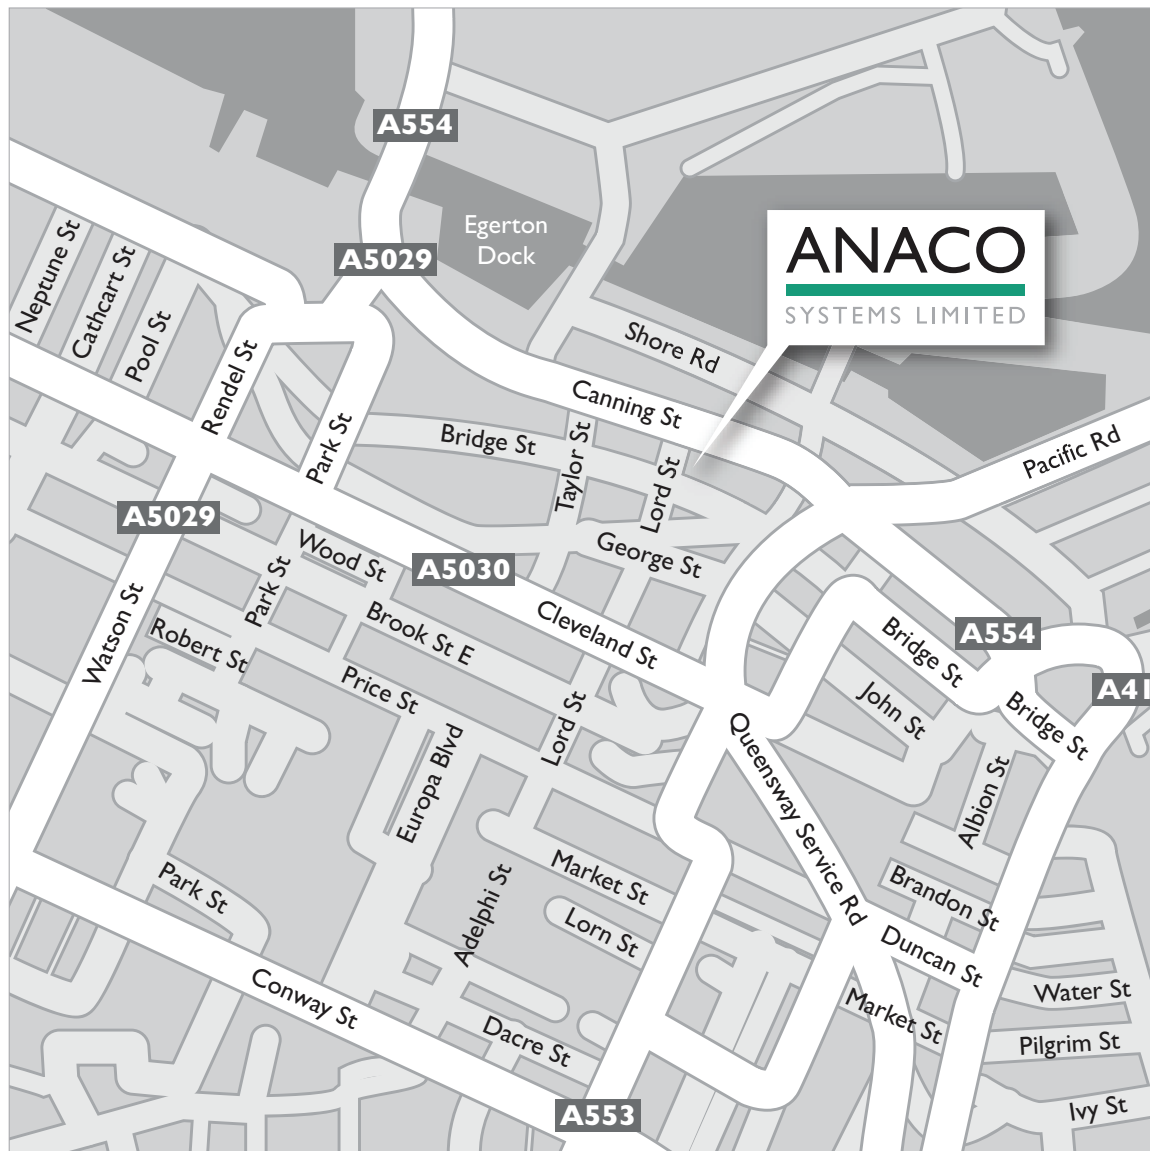 A554
Egerton
Dock
A5029
ANACO
SYSTEMS LIMITED
Neptune St
Cathcart St
Pool St
Rendel St
Park St
Shore Rd
Canning St
Bridge St
Taylor St
Lord St
Pacific Rd
A5029
Wood St
A5030
George St
Park St
Brook St E
Cleveland St
Watson St
Robert St
Price St
Bridge St
A554
A41
John St
Bridge St
Lord St
Europa Blvd
Queensway Service Rd
Albion St
Park St
Adelphi St
Market St
Lorn St
Brandon St
Duncan St
Conway St
Market St
Water St
Dacre St
Pilgrim St
A553
Ivy St